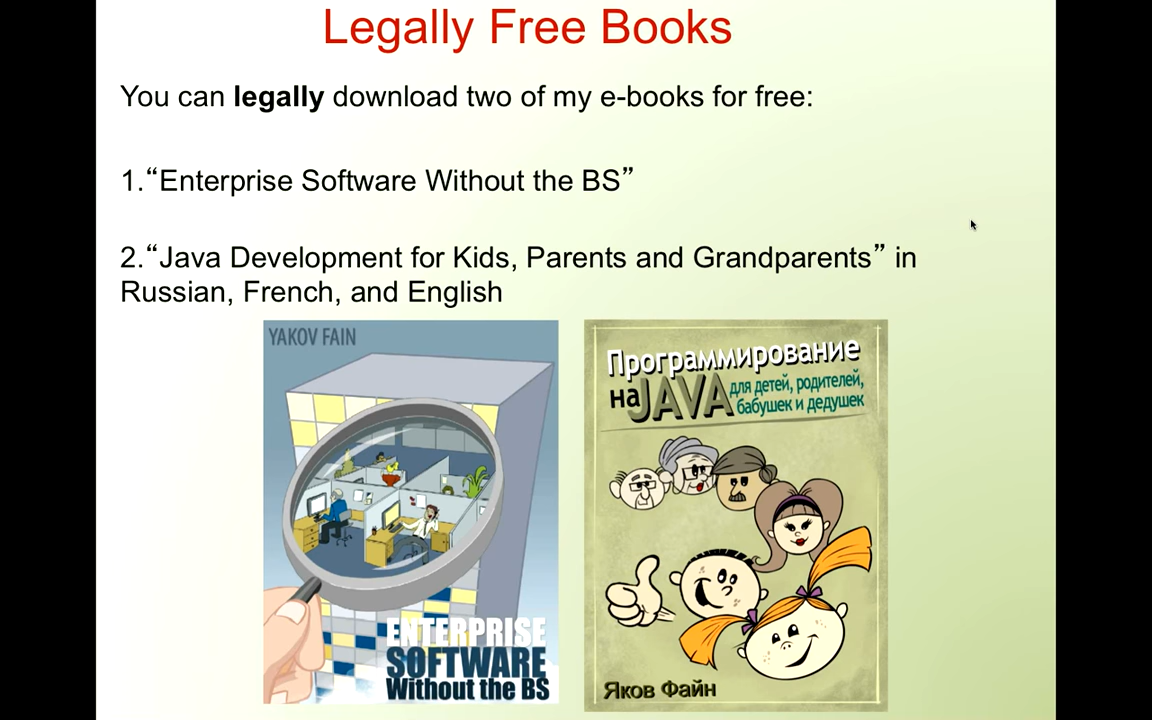 Legally Free Books
You can legally download two of my e-books for free:
1.“Enterprise Software Without the BS”
2.“Java Development for Kids, Parents and Grandparents” in
Russian, French, and English
YAKOV FAIN
ENTERPRISE
SOFTWARE
Without the BS
Программирование
на JAVA для детей, родителей,
бабушек и дедушек
Яков Файн